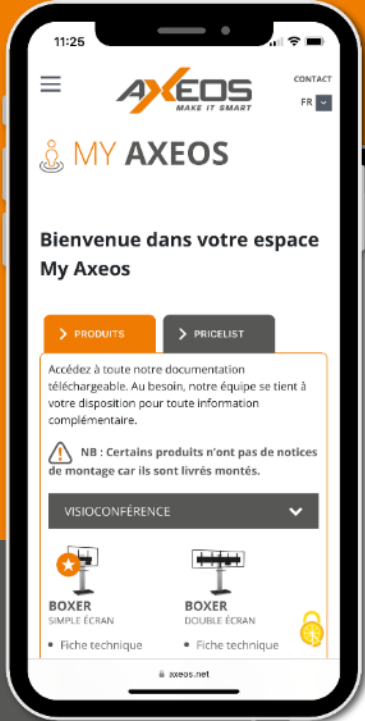 11:25
AXEOS
MAKE IT SMART
CONTACT
FR
MY AXEOS
Bienvenue dans votre espace
My Axeos
PRODUITS
PRICELIST
Accédez à toute notre documentation
téléchargeable. Au besoin, notre équipe se tient à
votre disposition pour toute information
complémentaire.
NB : Certains produits n'ont pas de notices
de montage car ils sont livrés montés.
VISIOCONFÉRENCE
BOXER
SIMPLE ÉCRAN
• Fiche technique
BOXER
DOUBLE ÉCRAN
• Fiche technique
axeos.net